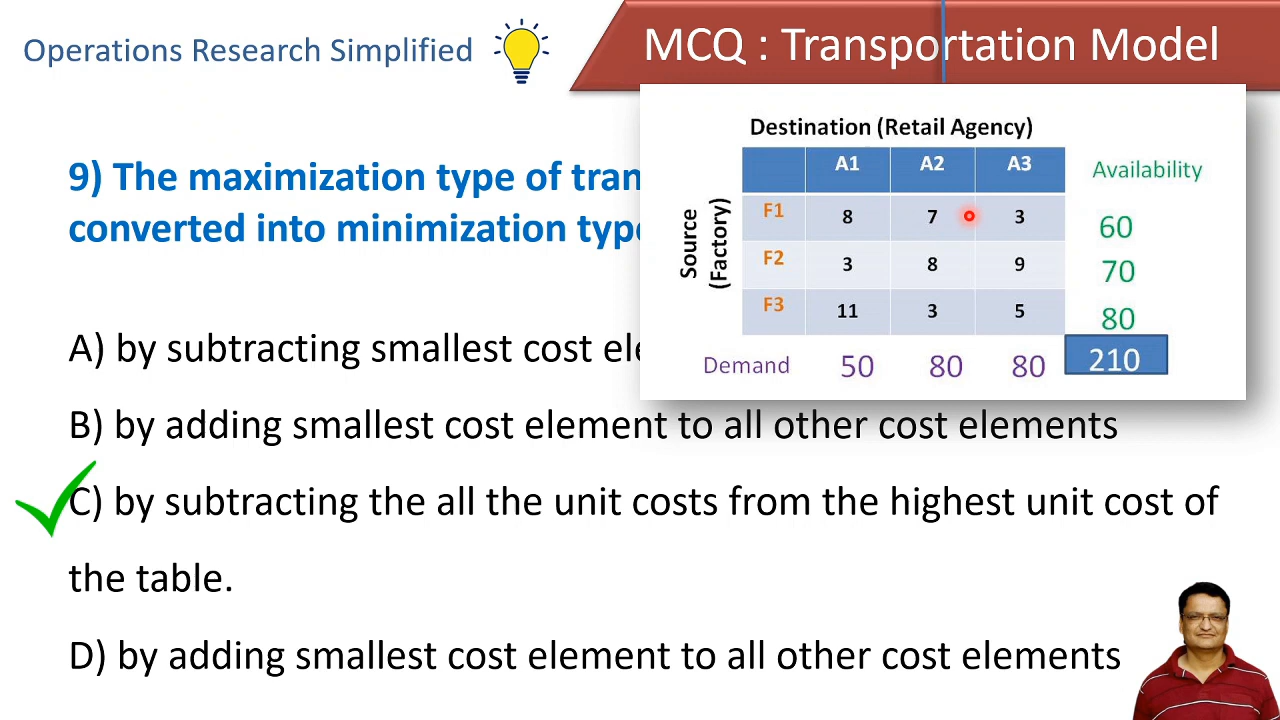 Operations Research Simplified
MCQ : Transportation Model
9) The maximization type of
converted into minimization
A) by subtracting smallest cost
B) by adding smallest cost element to all other cost elements
C) by subtracting the all the unit costs from the highest unit cost of
the table.
D) by adding smallest cost element to all other cost elements
Destination (Retail Agency)
A1 A2 A3 Availability
Source
(Factory)
F1 8 7 3 60
F2 3 8 9 70
F3 11 3 5 80
Demand 50 80 80 210